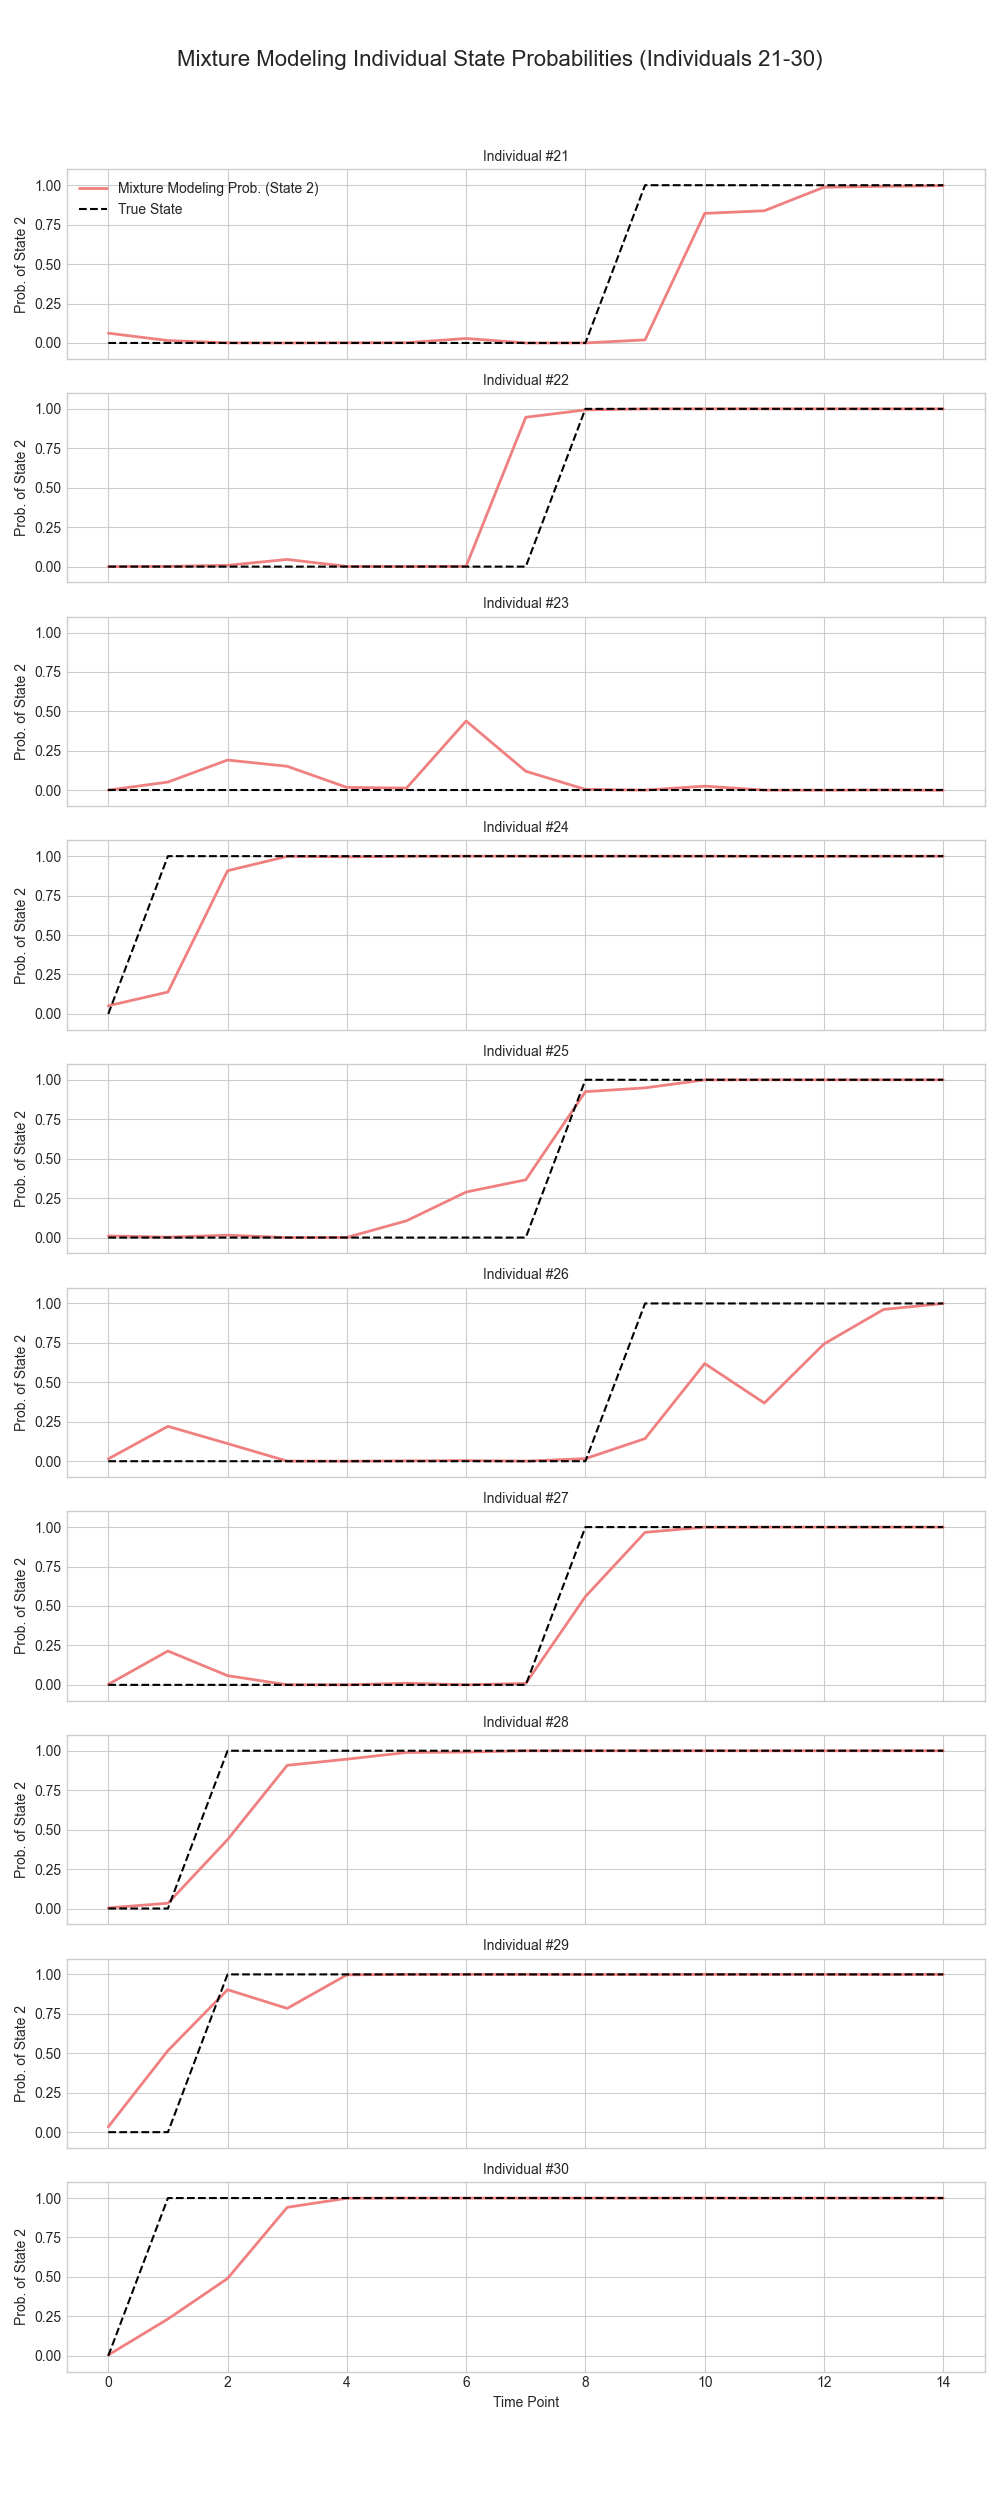 Mixture Modeling Individual State Probabilities (Individuals 21-30)
Individual #21
Mixture Modeling Prob. (State 2)
True State
1.00
0.75
0.50
0.25
0.00
Prob. of State 2
Individual #22
1.00
0.75
0.50
0.25
0.00
Prob. of State 2
Individual #23
1.00
0.75
0.50
0.25
0.00
Prob. of State 2
Individual #24
1.00
0.75
0.50
0.25
0.00
Prob. of State 2
Individual #25
1.00
0.75
0.50
0.25
0.00
Prob. of State 2
Individual #26
1.00
0.75
0.50
0.25
0.00
Prob. of State 2
Individual #27
1.00
0.75
0.50
0.25
0.00
Prob. of State 2
Individual #28
1.00
0.75
0.50
0.25
0.00
Prob. of State 2
Individual #29
1.00
0.75
0.50
0.25
0.00
Prob. of State 2
Individual #30
1.00
0.75
0.50
0.25
0.00
Prob. of State 2
0 2 4 6 8 10 12 14
Time Point